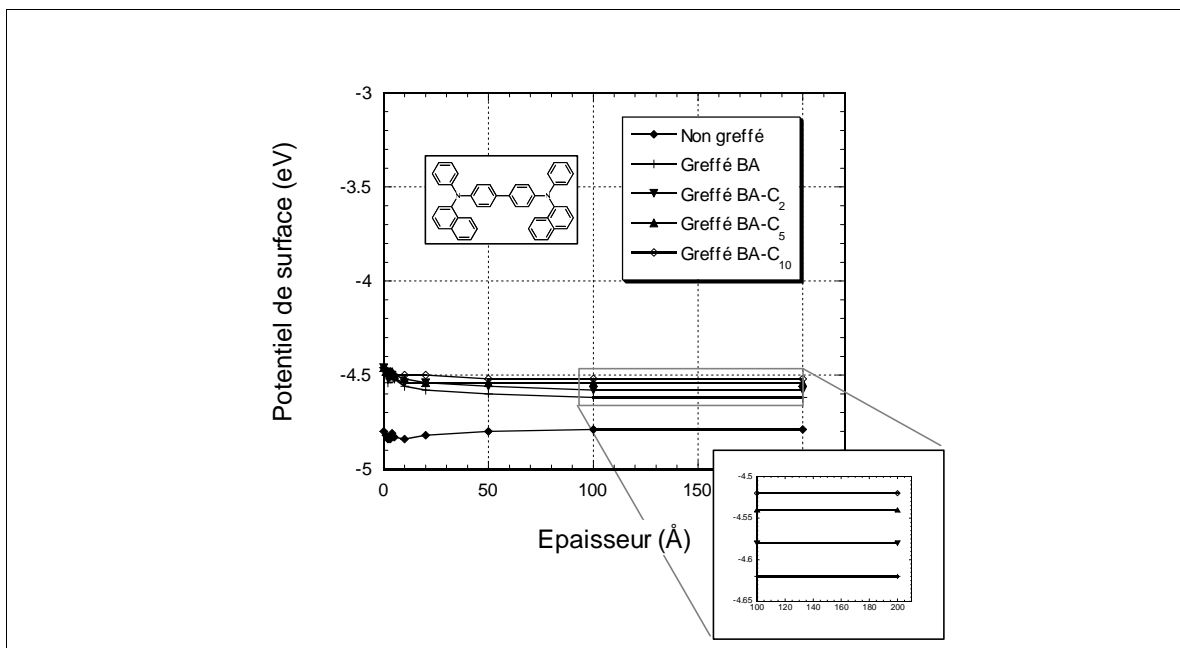 Potentiel de surface (eV)
-3
-3.5
-4
-4.5
-5
0
50
100
150
Epaisseur (Å)
Non greffé
Greffé BA
Greffé BA-C2
Greffé BA-C5
Greffé BA-C10
N
N
-4.5
-4.55
-4.6
-4.65
100
120
140
160
180
200